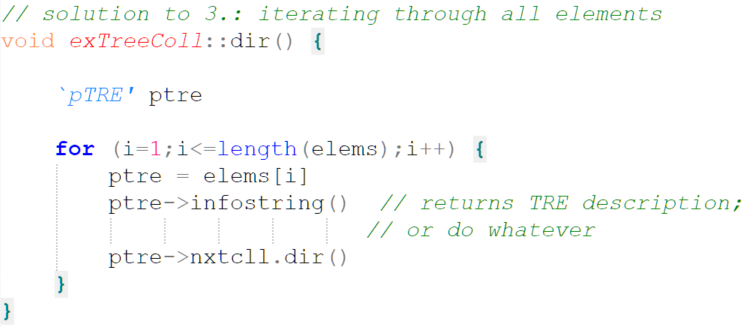 // solution to 3.: iterating through all elements
void exTreeColl::dir() {
`pTRE' ptre
for (i=1;i<=length(elems);i++) {
ptre = elems[i]
ptre->infostring() // returns TRE description;
// or do whatever
ptre->nxtcll.dir()
}
}